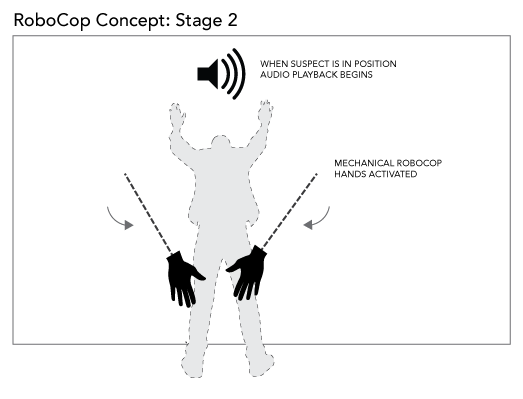 RoboCop Concept: Stage 2
WHEN SUSPECT IS IN POSITION
AUDIO PLAYBACK BEGINS
MECHANICAL ROBOCOP
HANDS ACTIVATED